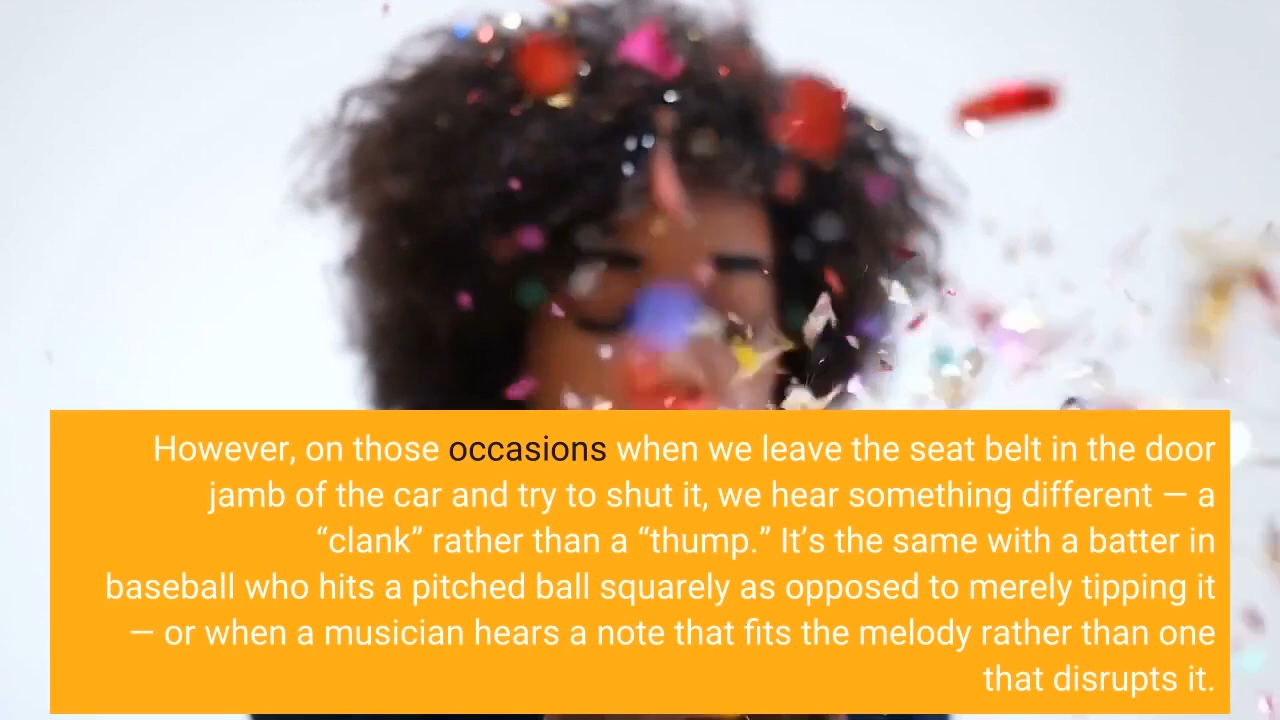 However, on those occasions when we leave the seat belt in the door
jamb of the car and try to shut it, we hear something different — a
“clank” rather than a “thump.” It’s the same with a batter in
baseball who hits a pitched ball squarely as opposed to merely tipping it
— or when a musician hears a note that fits the melody rather than one
that disrupts it.